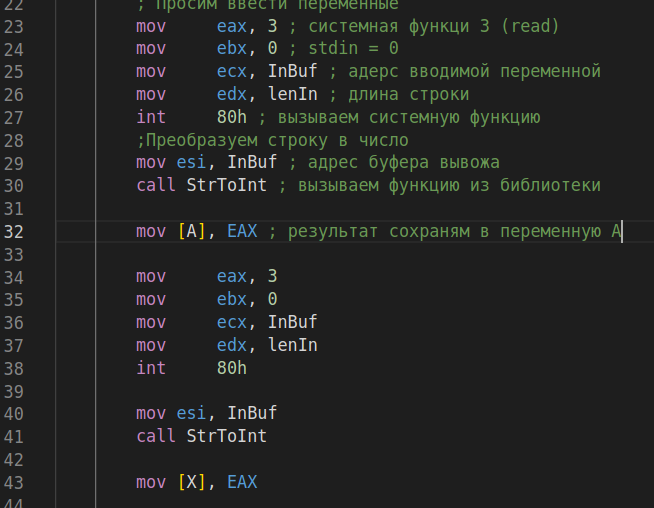 22 ; Просим ввести переменные
23 mov eax, 3 ; системная функци 3 (read)
24 mov ebx, 0 ; stdin = 0
25 mov ecx, InBuf ; адерс вводимой переменной
26 mov edx, lenIn ; длина строки
27 int 80h ; вызываем системную функцию
28 ;Преобразуем строку в число
29 mov esi, InBuf ; адрес буфера вывожа
30 call StrToInt ; вызываем функцию из библиотеки
31
32 mov [A], EAX ; результат сохраням в переменную A
33
34 mov eax, 3
35 mov ebx, 0
36 mov ecx, InBuf
37 mov edx, lenIn
38 int 80h
39
40 mov esi, InBuf
41 call StrToInt
42
43 mov [X], EAX
44